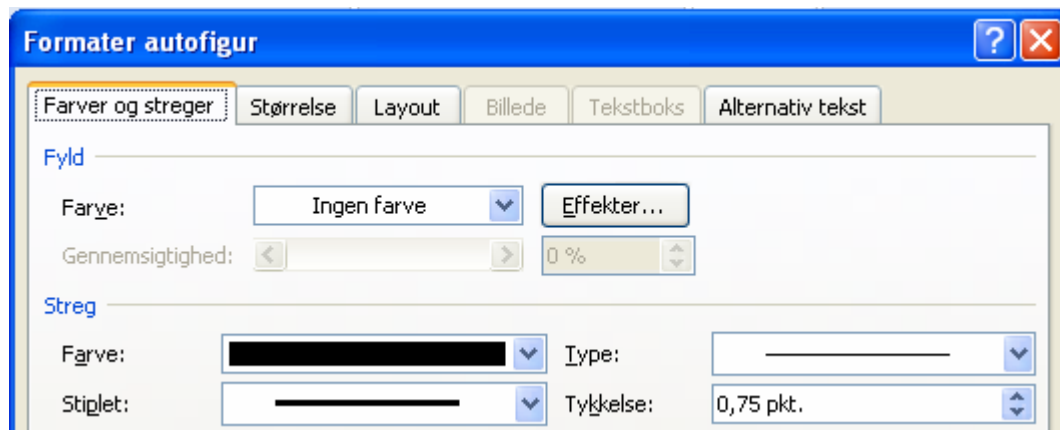 Formater autofigur
Farver og streger Størrelse Layout Billede Tekstboks Alternativ tekst
Fyld
Farve: Ingen farve Effekter...
Gennemsigtighed: 0 %
Streg
Farve: Type:
Stiplet: Tykkelse: 0,75 pkt.